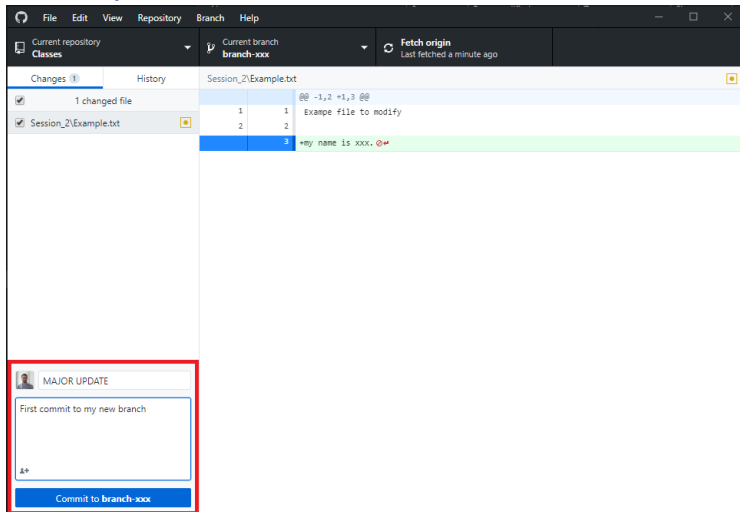 File Edit View Repository Branch Help
Current repository
Classes
Current branch
branch-xxx
Fetch origin
Last fetched a minute ago
Changes 1 History
Session_2\Example.txt
1 changed file
Session_2\Example.txt
@@ -1,2 +1,3 @@
1 1 Exampe file to modify
2 2
3 +my name is xxx.
MAJOR UPDATE
First commit to my new branch
Commit to branch-xxx